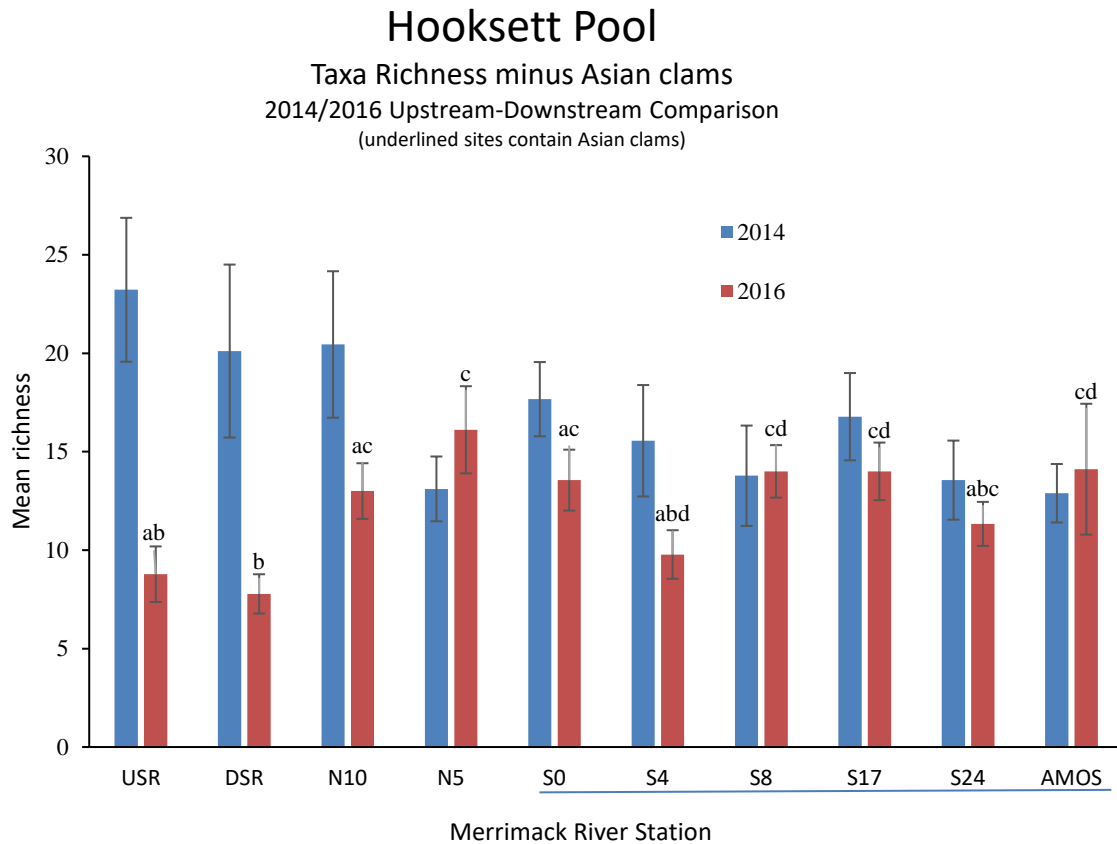 Hooksett Pool
Taxa Richness minus Asian clams
2014/2016 Upstream-Downstream Comparison
(underlined sites contain Asian clams)
30
25
20
15
10
5
0
Mean richness
2014
2016
ab
b
ac
c
ac
abd
cd
cd
abc
cd
USR DSR N10 N5 S0 S4 S8 S17 S24 AMOS
Merrimack River Station